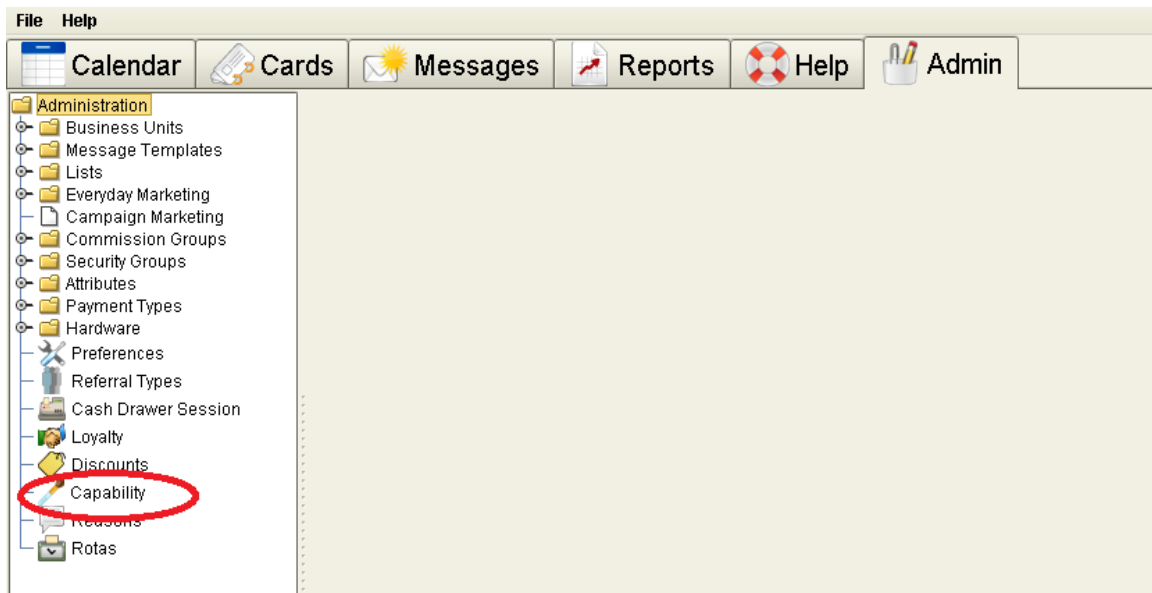 File Help
Calendar Cards Messages Reports Help Admin
Administration
Business Units
Message Templates
Lists
Everyday Marketing
Campaign Marketing
Commission Groups
Security Groups
Attributes
Payment Types
Hardware
Preferences
Referral Types
Cash Drawer Session
Loyalty
Discounts
Capability
Reasons
Rotas